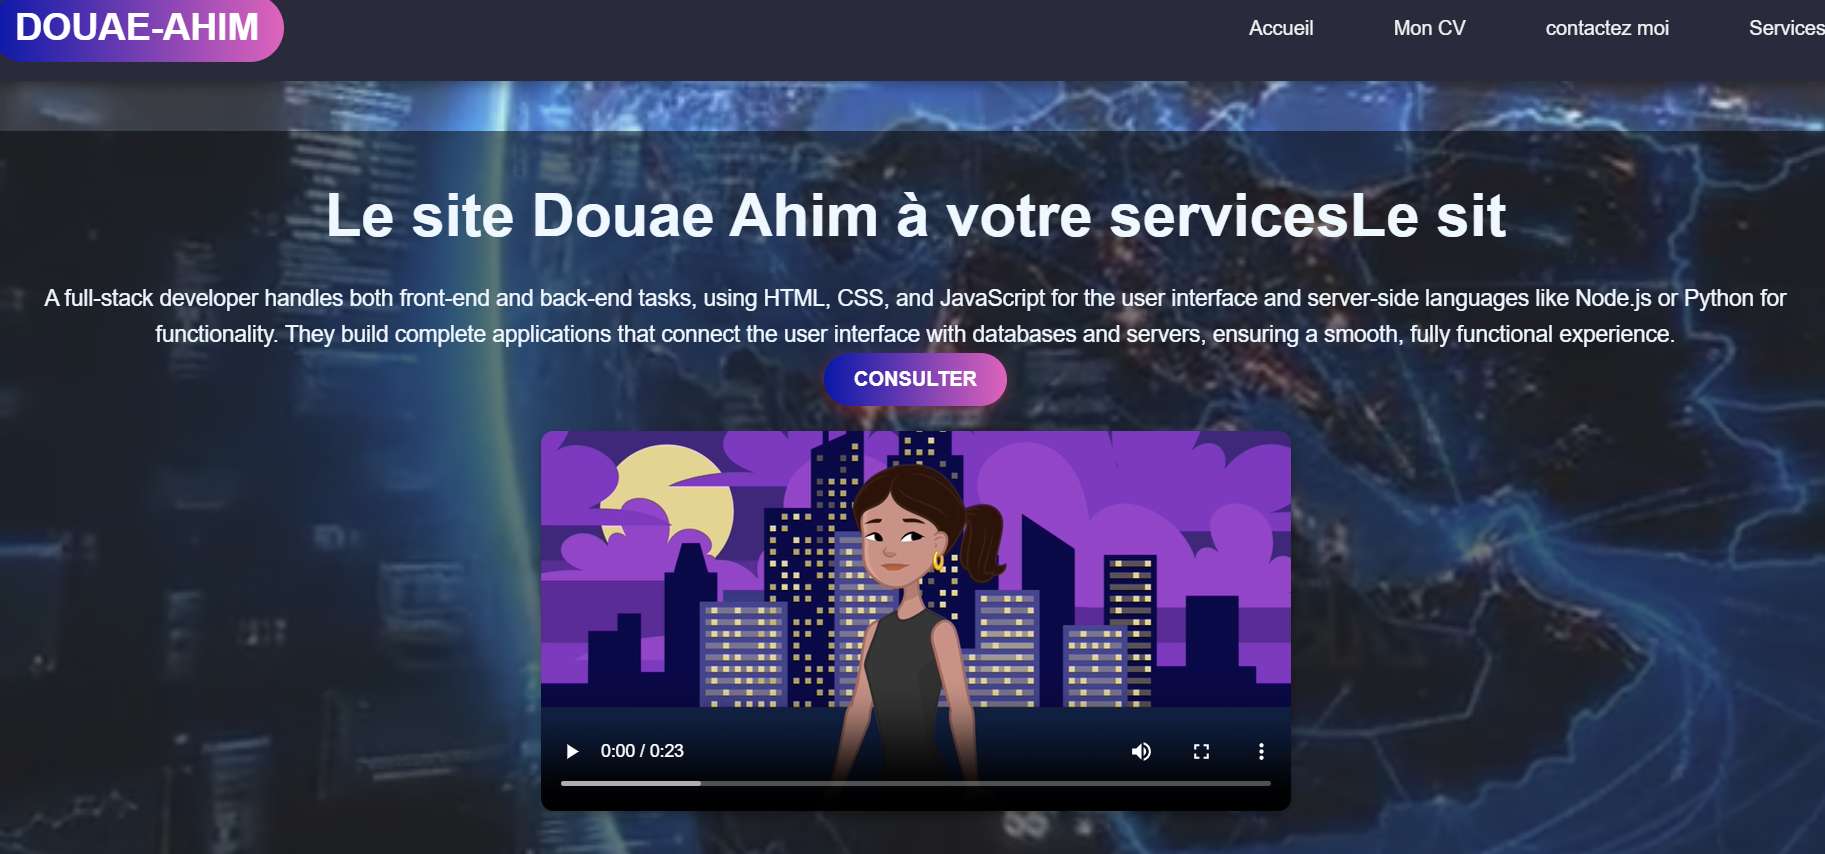 DOUAE-AHIM
Accueil
Mon CV
contactez moi
Services
Le site Douae Ahim à votre servicesLe sit
A full-stack developer handles both front-end and back-end tasks, using HTML, CSS, and JavaScript for the user interface and server-side languages like Node.js or Python for
functionality. They build complete applications that connect the user interface with databases and servers, ensuring a smooth, fully functional experience.
CONSULTER
0:00 / 0:23